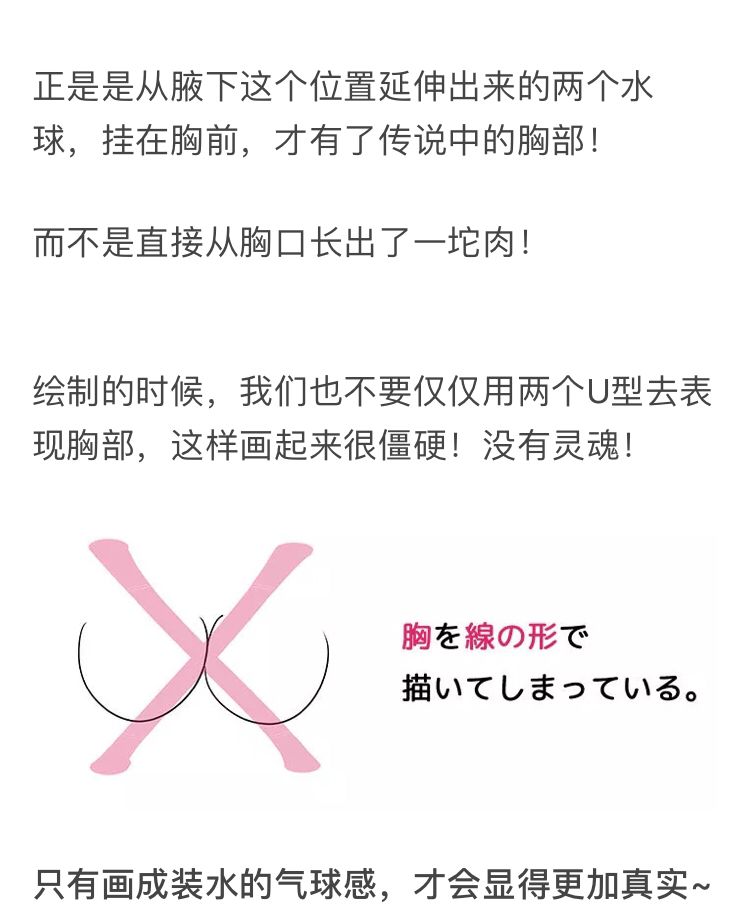 正是是从腋下这个位置延伸出来的两个水
球，挂在胸前，才有了传说中的胸部！
而不是直接从胸口长出了一坨肉！
绘制的时候，我们也不要仅仅用两个U型去表
现胸部，这样画起来很僵硬！没有灵魂！
胸を線の形で
描いてしまっている。
只有画成装水的气球感，才会显得更加真实~